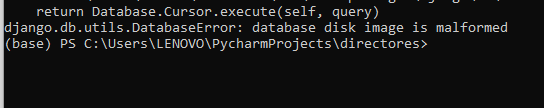 return Database.Cursor.execute(self, query)
django.db.utils.DatabaseError: database disk image is malformed
(base) PS C:\Users\LENOVO\PycharmProjects\directores>